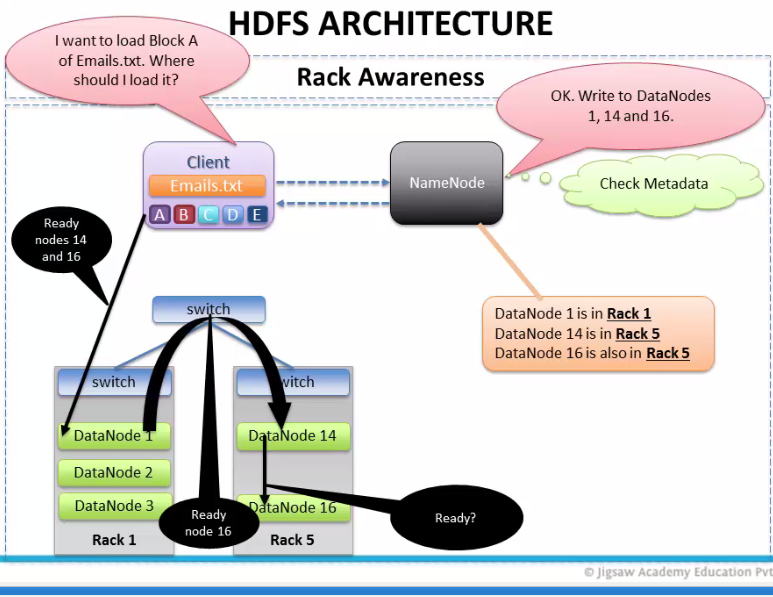 HDFS ARCHITECTURE
Rack Awareness
I want to load Block A
of Emails.txt. Where
should I load it?
OK. Write to DataNodes
1, 14 and 16.
Client
Emails.txt
A B C D E
NameNode
Check Metadata
Ready
nodes 14
and 16
switch
DataNode 1 is in Rack 1
DataNode 14 is in Rack 5
DataNode 16 is also in Rack 5
switch
switch
DataNode 1
DataNode 14
DataNode 2
DataNode 3
DataNode 16
Ready
node 16
Ready?
Rack 1
Rack 5
© Jigsaw Academy Education Pvt